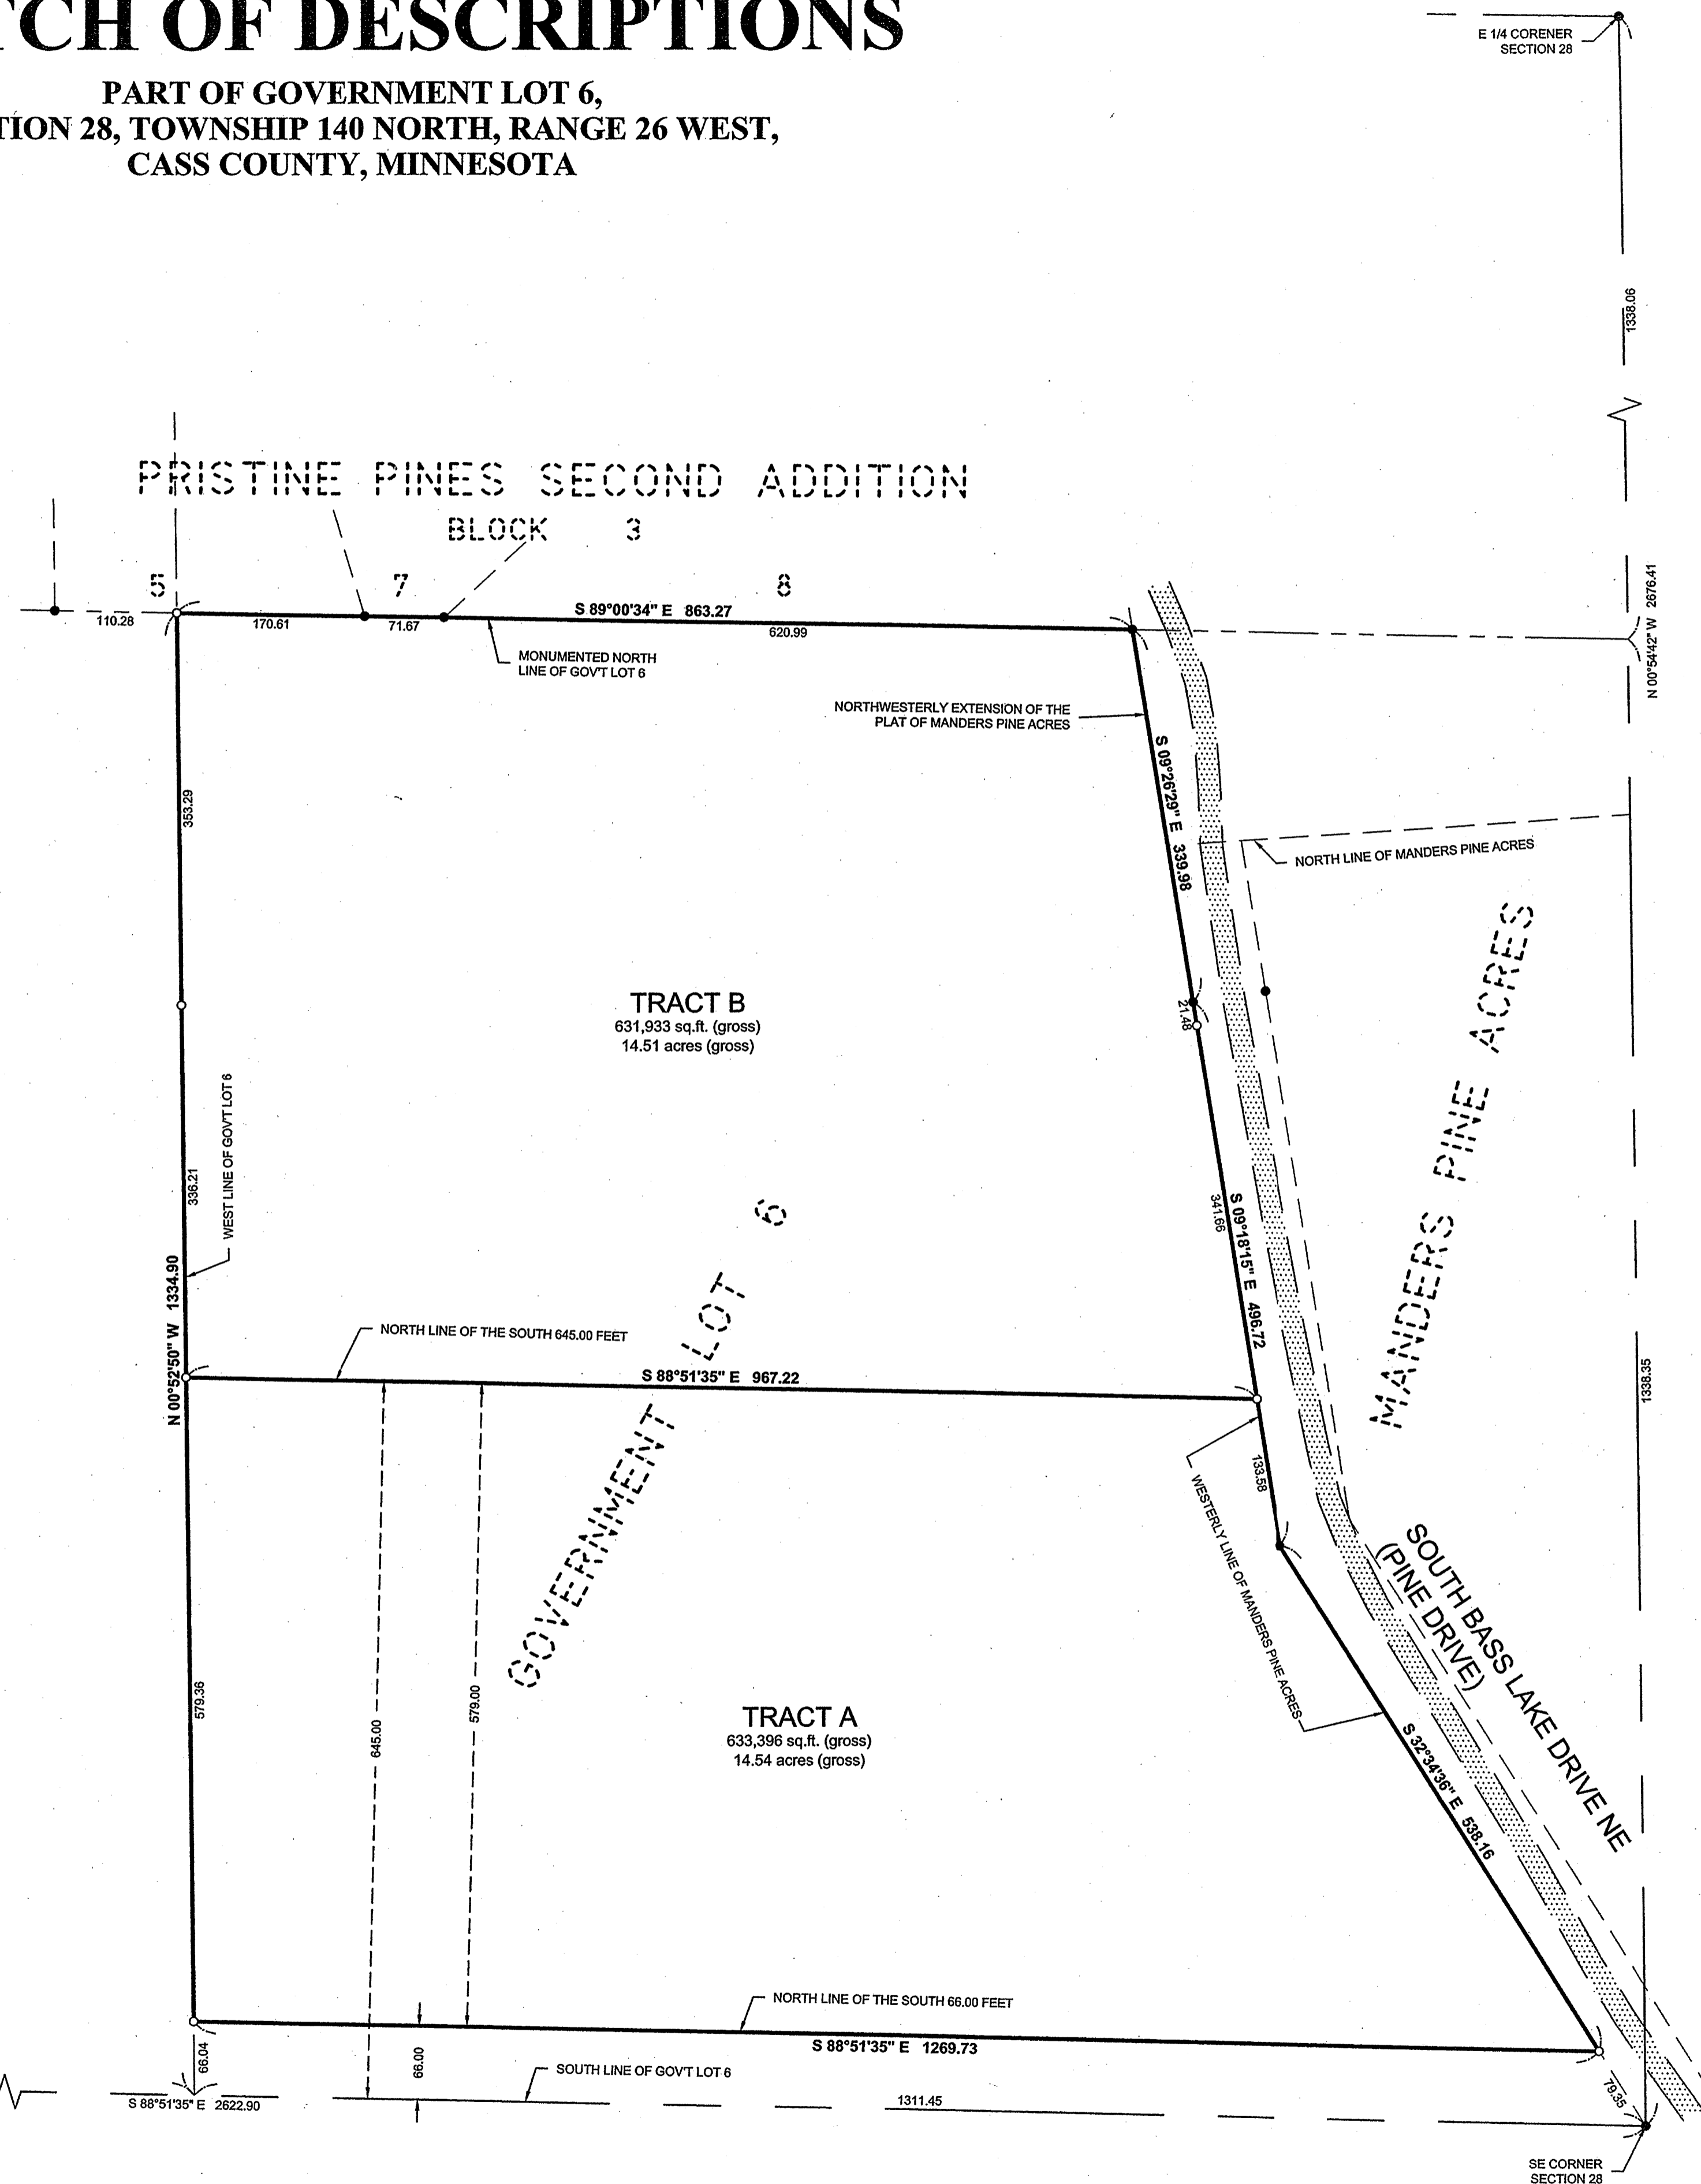 TCH OF DESCRIPTIONS
E 1/4 CORENER
SECTION 28
PART OF GOVERNMENT LOT 6,
TION 28, TOWNSHIP 140 NORTH, RANGE 26 WEST,
CASS COUNTY, MINNESOTA
1338.06
PRISTINE PINES SECOND ADDITION
BLOCK 3
5
7
8
110.28
170.61
71.67
S 89°00'34" E 863.27
620.99
N 00°54'42" W 2676.41
MONUMENTED NORTH
LINE OF GOV'T LOT 6
NORTHWESTERLY EXTENSION OF THE
PLAT OF MANDERS PINE ACRES
353.29
S 09°26'29" E 339.98
NORTH LINE OF MANDERS PINE ACRES
MANDERS PINE ACRES
TRACT B
631,933 sq.ft. (gross)
14.51 acres (gross)
21.48
WEST LINE OF GOV'T LOT 6
336.21
341.66
S 09°18'15" E 496.72
N 00°52'50" W 1334.90
GOVERNMENT LOT 6
NORTH LINE OF THE SOUTH 645.00 FEET
S 88°51'35" E 967.22
1338.35
133.58
WESTERLY LINE OF MANDERS PINE ACRES
SOUTH BASS LAKE DRIVE NE
(PINE DRIVE)
579.36
645.00
579.00
TRACT A
633,396 sq.ft. (gross)
14.54 acres (gross)
S 32°34'36" E 538.16
NORTH LINE OF THE SOUTH 66.00 FEET
S 88°51'35" E 1269.73
66.04
66.00
SOUTH LINE OF GOV'T LOT 6
S 88°51'35" E 2622.90
1311.45
79.35
SE CORNER
SECTION 28